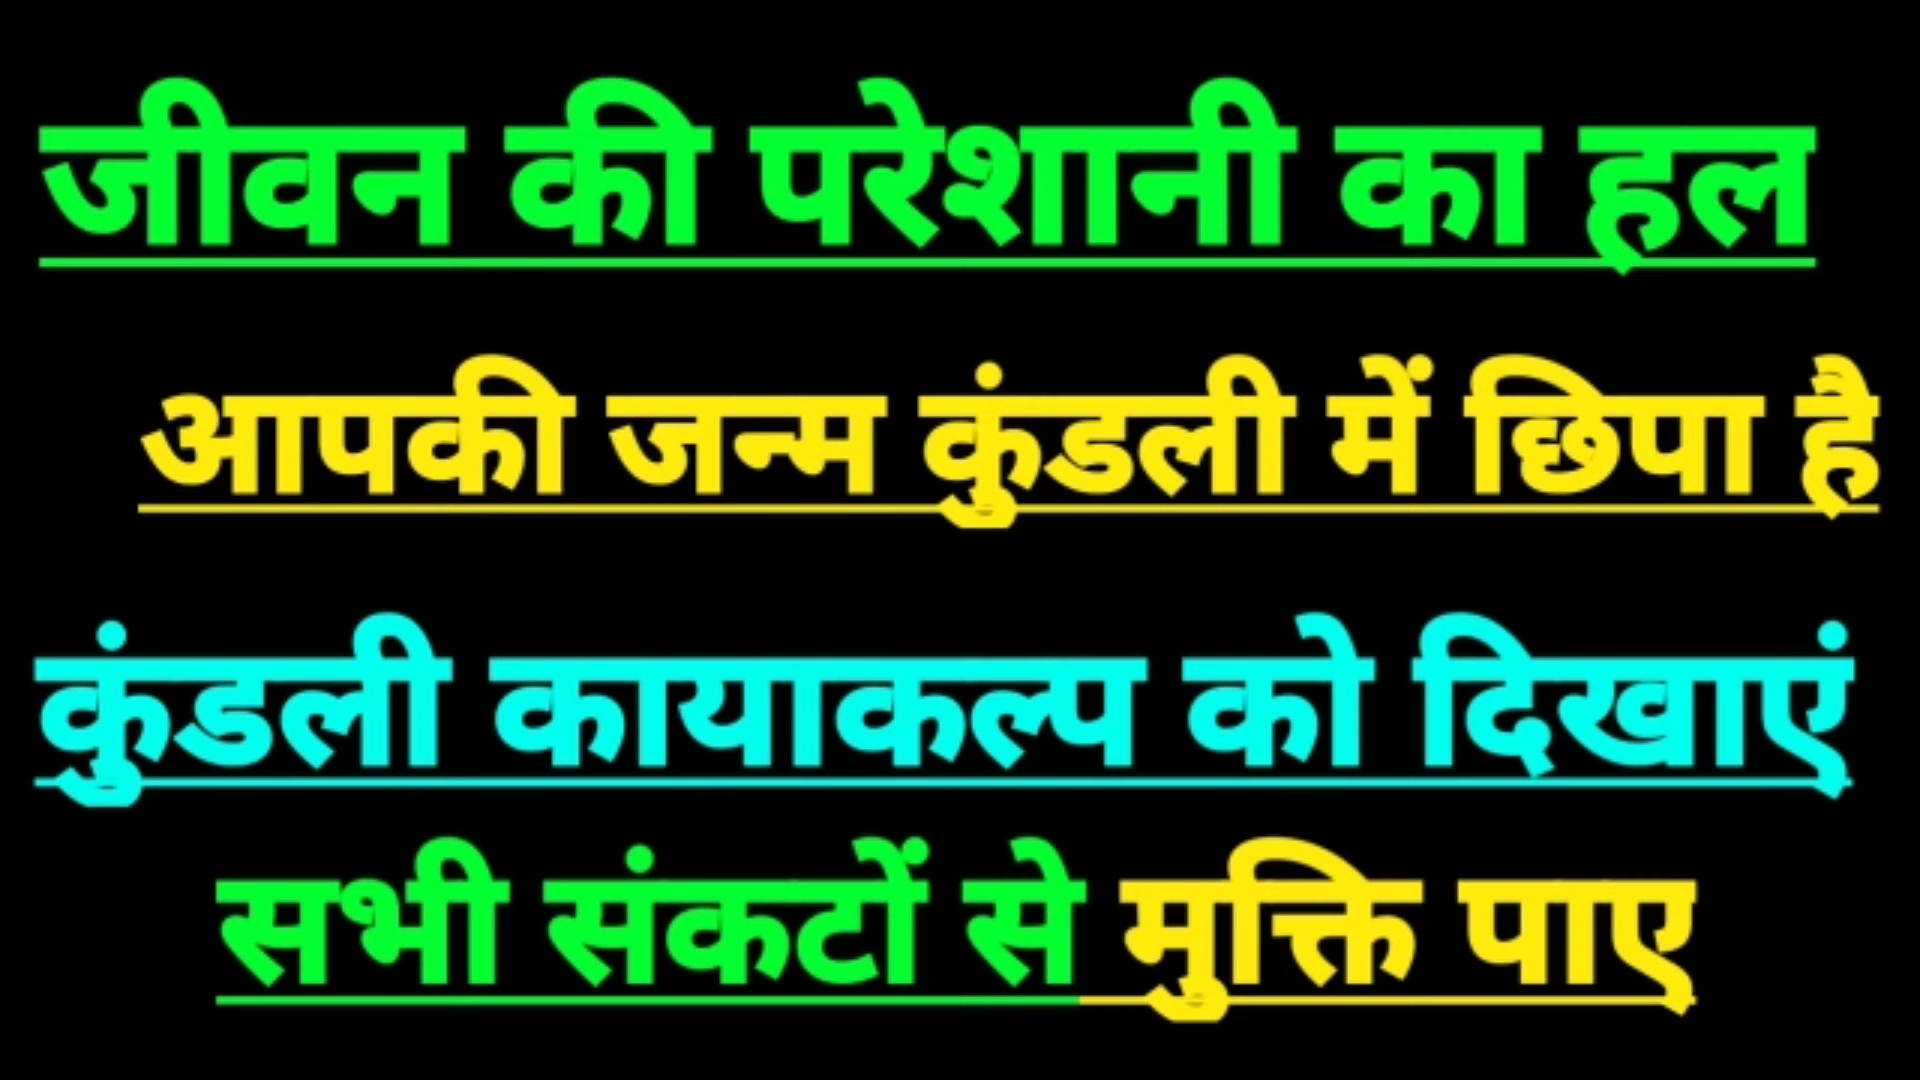 जीवन की परेशानी का हल
आपकी जन्म कुंडली में छिपा है
कुंडली कायाकल्प को दिखाएं
सभी संकटों से मुक्ति पाए